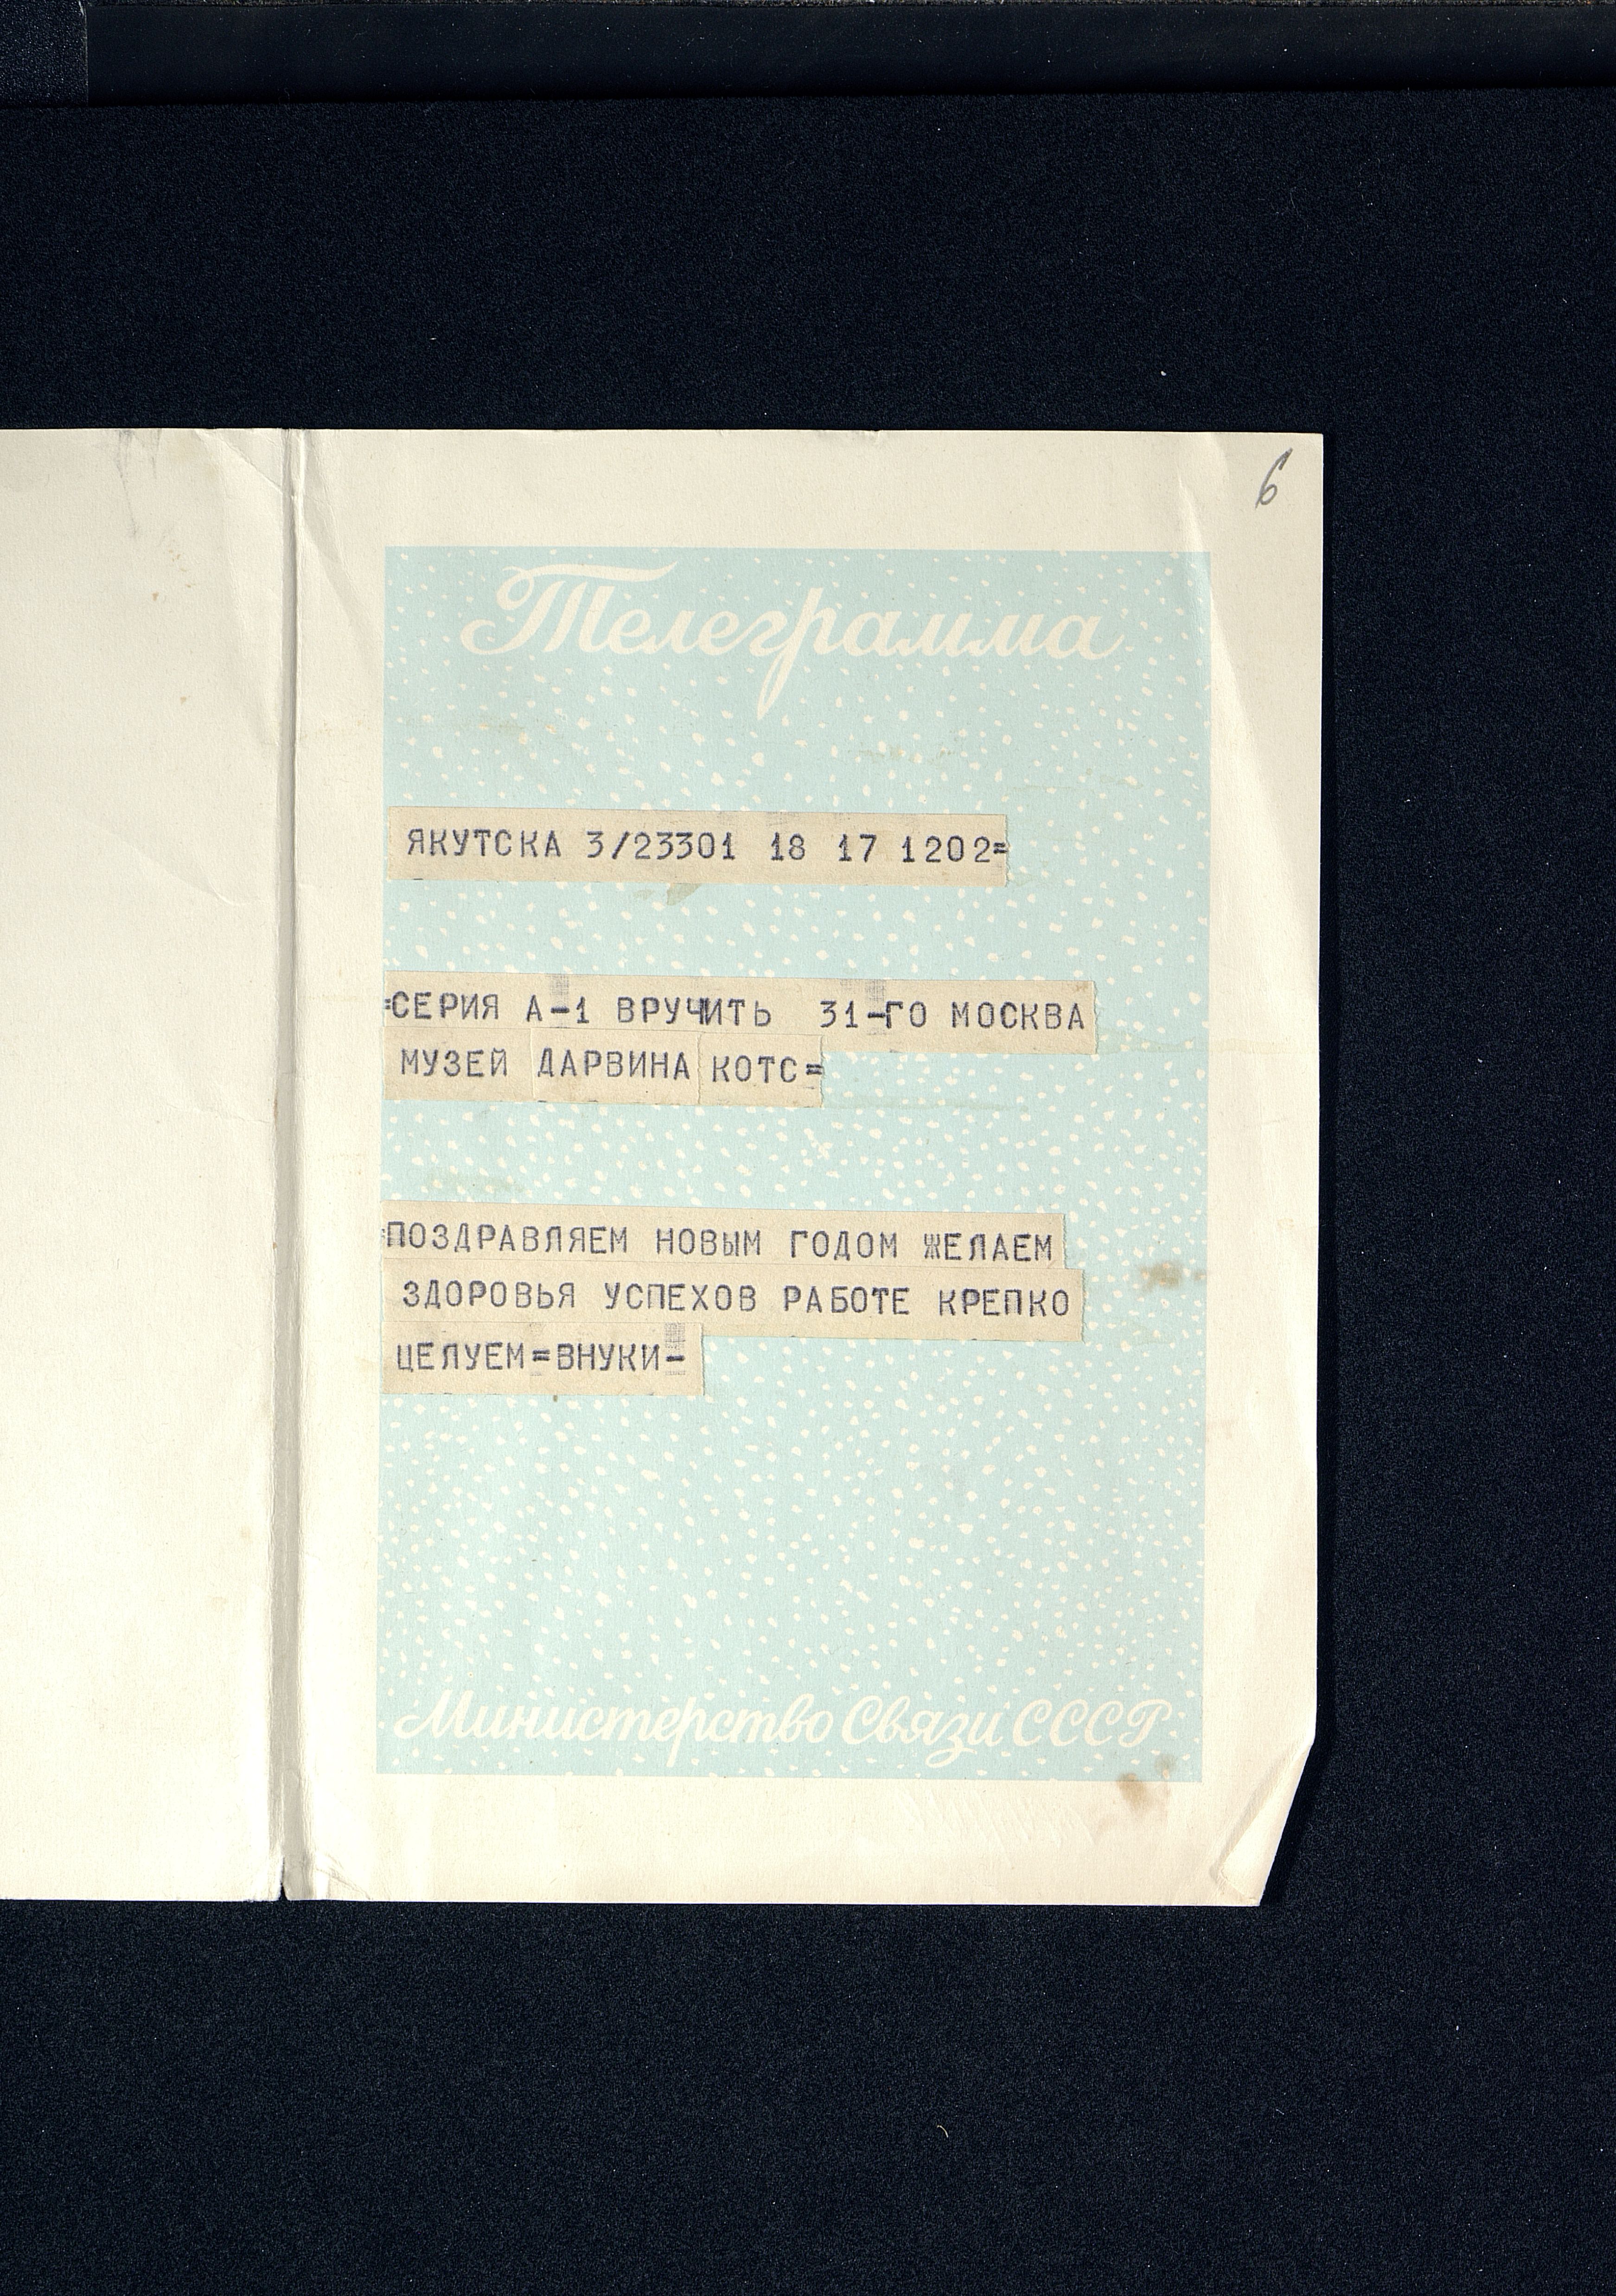 6
Телеграмма
ЯКУТСКА 3/23301 18 17 1202=
=СЕРИЯ А-1 ВРУЧИТЬ 31-ГО МОСКВА
МУЗЕЙ ДАРВИНА КОТС=
=ПОЗДРАВЛЯЕМ НОВЫМ ГОДОМ ЖЕЛАЕМ
ЗДОРОВЬЯ УСПЕХОВ РАБОТЕ КРЕПКО
ЦЕЛУЕМ=ВНУКИ-
Министерство Связи СССР